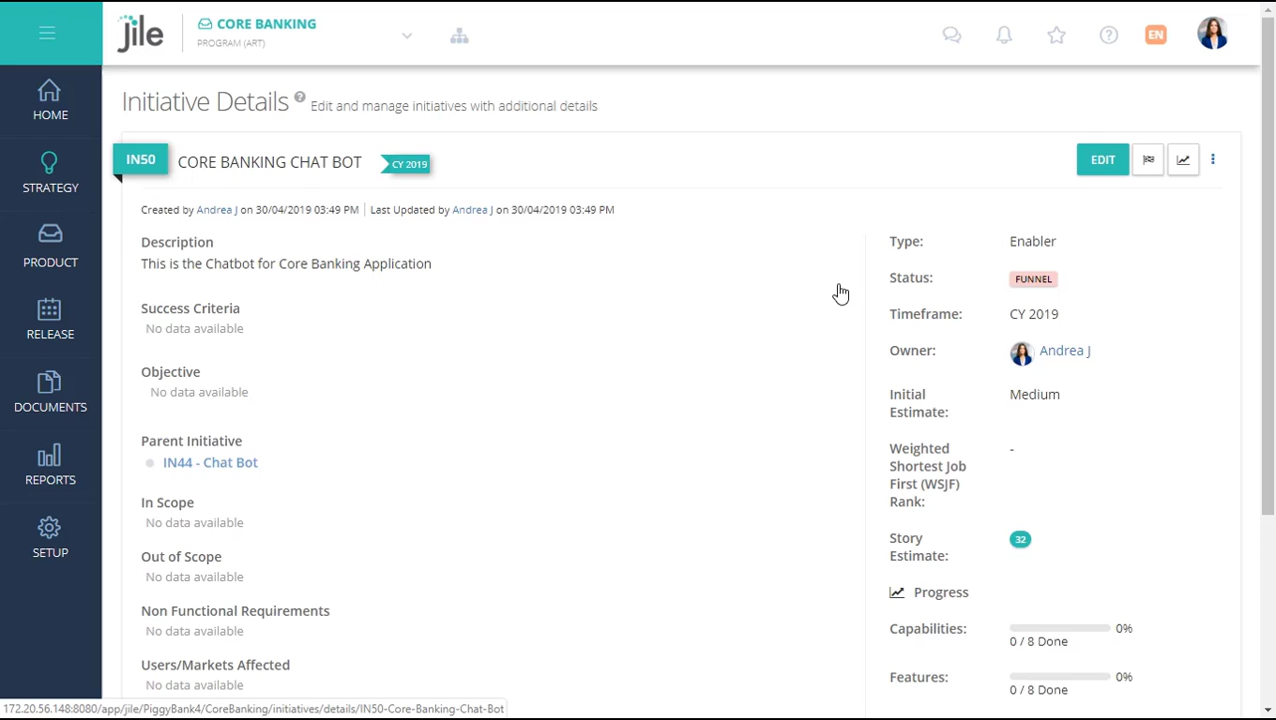 jile
CORE BANKING
PROGRAM (ART)
EN
HOME
STRATEGY
PRODUCT
RELEASE
DOCUMENTS
REPORTS
SETUP
Initiative Details ? Edit and manage initiatives with additional details
IN50 CORE BANKING CHAT BOT CY 2019 EDIT
Created by Andrea J on 30/04/2019 03:49 PM | Last Updated by Andrea J on 30/04/2019 03:49 PM
Description
This is the Chatbot for Core Banking Application
Success Criteria
No data available
Objective
No data available
Parent Initiative
IN44 - Chat Bot
In Scope
No data available
Out of Scope
No data available
Non Functional Requirements
No data available
Users/Markets Affected
No data available
Type: Enabler
Status: FUNNEL
Timeframe: CY 2019
Owner: Andrea J
Initial Medium
Estimate:
Weighted -
Shortest Job
First (WSJF)
Rank:
Story 32
Estimate:
Progress
Capabilities: 0%
0 / 8 Done
Features: 0%
0 / 8 Done
172.20.56.148:8080/app/jile/PiggyBank4/CoreBanking/initiatives/details/IN50-Core-Banking-Chat-Bot